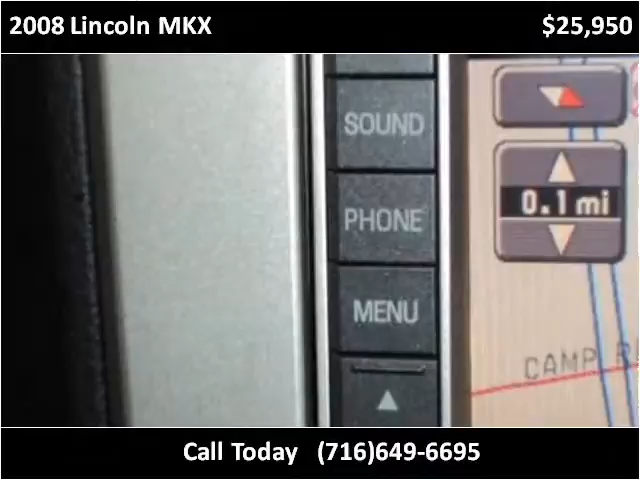 2008 Lincoln MKX $25,950
SOUND
PHONE
0.1 mi
MENU
CAMP
Call Today (716)649-6695